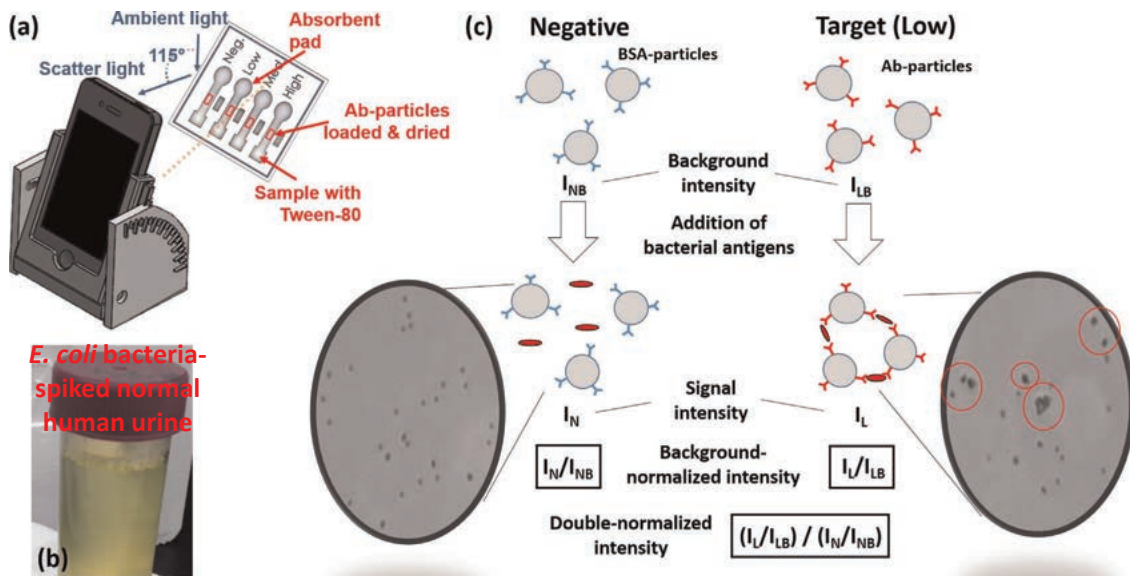 (a)
Ambient light
Absorbent
pad
115°
Scatter light
Neg.
Low
Med.
High
Ab-particles
loaded & dried
Sample with
Tween-80
E. coli bacteria-
spiked normal
human urine
(b)
(c)
Negative
Target (Low)
BSA-particles
Ab-particles
Background
intensity
I_NB
I_LB
Addition of
bacterial antigens
Signal
intensity
I_N
I_L
Background-
normalized intensity
I_N/I_NB
I_L/I_LB
Double-normalized
intensity
(I_L/I_LB) / (I_N/I_NB)